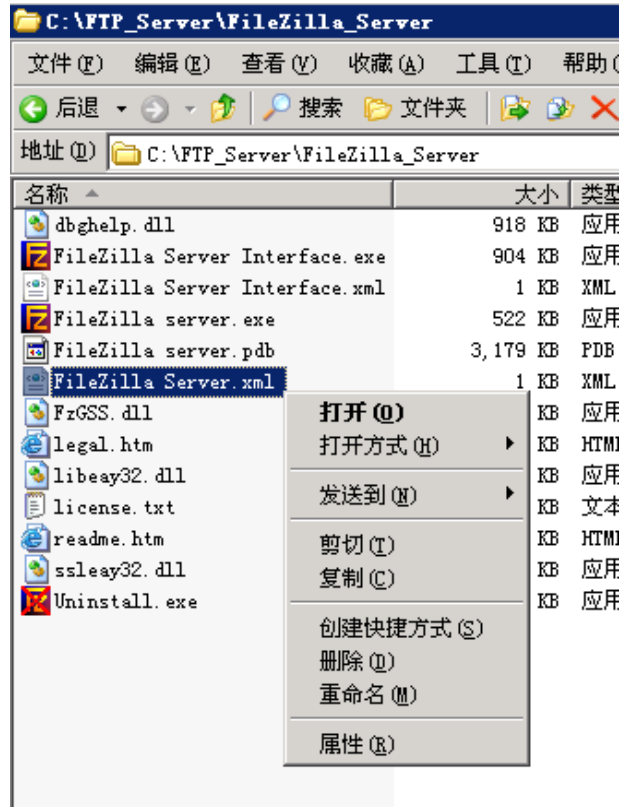 C:\FTP_Server\FileZilla_Server
文件(F) 编辑(E) 查看(V) 收藏(A) 工具(T) 帮助(
后退 搜索 文件夹
地址(D) C:\FTP_Server\FileZilla_Server
名称 大小 类型
dbghelp.dll 918 KB 应用
FileZilla Server Interface.exe 904 KB 应用
FileZilla Server Interface.xml 1 KB XML
FileZilla server.exe 522 KB 应用
FileZilla server.pdb 3,179 KB PDB
FileZilla Server.xml 1 KB XML
FzGSS.dll 打开(O) KB 应用
legal.htm 打开方式(H) KB HTML
libeay32.dll KB 应用
发送到(N)
license.txt KB 文本
readme.htm 剪切(T) KB HTML
ssleay32.dll 复制(C) KB 应用
Uninstall.exe KB 应用
创建快捷方式(S)
删除(D)
重命名(M)
属性(R)